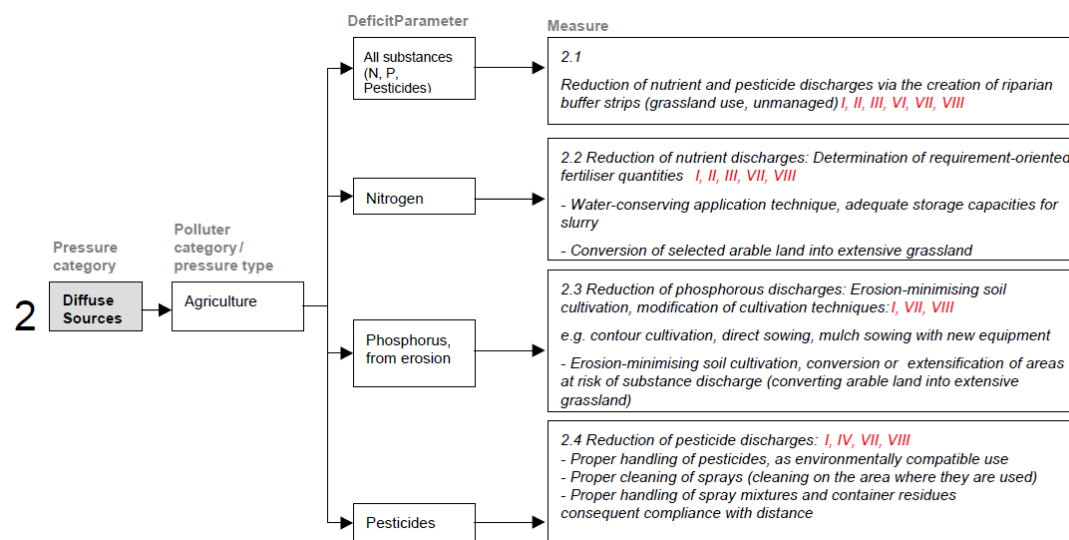 DeficitParameter
Measure
All substances
(N, P,
Pesticides)
2.1
Reduction of nutrient and pesticide discharges via the creation of riparian
buffer strips (grassland use, unmanaged) I, II, III, VI, VII, VIII
Nitrogen
2.2 Reduction of nutrient discharges: Determination of requirement-oriented
fertiliser quantities I, II, III, VII, VIII
- Water-conserving application technique, adequate storage capacities for
slurry
- Conversion of selected arable land into extensive grassland
Pressure
category
Polluter
category /
pressure type
2
Diffuse
Sources
Agriculture
Phosphorus,
from erosion
2.3 Reduction of phosphorous discharges: Erosion-minimising soil
cultivation, modification of cultivation techniques: I, VII, VIII
e.g. contour cultivation, direct sowing, mulch sowing with new equipment
- Erosion-minimising soil cultivation, conversion or extensification of areas
at risk of substance discharge (converting arable land into extensive
grassland)
Pesticides
2.4 Reduction of pesticide discharges: I, IV, VII, VIII
- Proper handling of pesticides, as environmentally compatible use
- Proper cleaning of sprays (cleaning on the area where they are used)
- Proper handling of spray mixtures and container residues
consequent compliance with distance